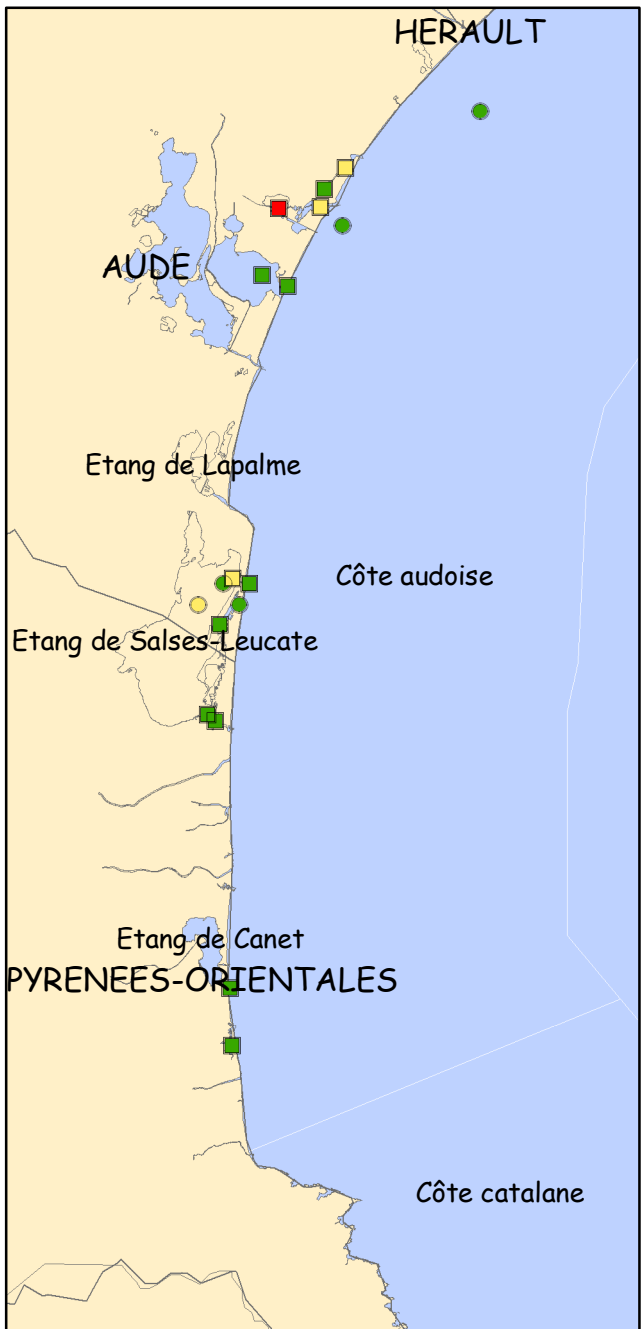 HERAULT
AUDE
Etang de Lapalme
Côte audoise
Etang de Salses-Leucate
Etang de Canet
PYRENEES-ORIENTALES
Côte catalane